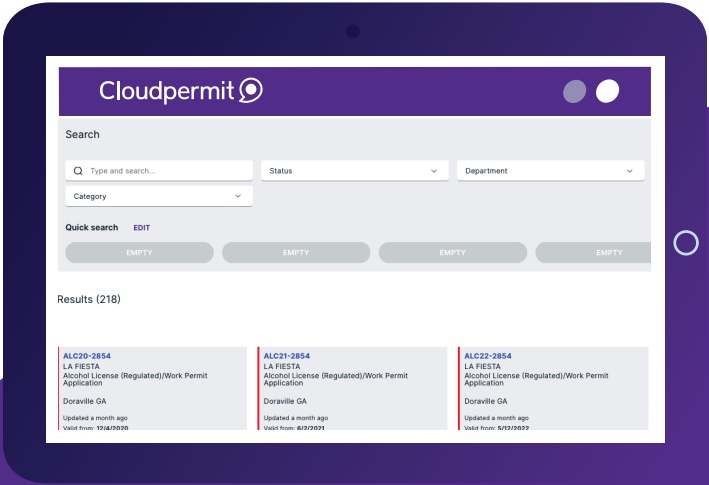 Cloudpermit
Search
Type and search...
Status
Department
Category
Quick search EDIT
EMPTY EMPTY EMPTY EMPTY
Results (218)
ALC20-2854
LA FIESTA
Alcohol License (Regulated)/Work Permit
Application
Doraville GA
Updated a month ago
Valid from: 12/4/2020
ALC21-2854
LA FIESTA
Alcohol License (Regulated)/Work Permit
Application
Doraville GA
Updated a month ago
Valid from: 6/2/2021
ALC22-2854
LA FIESTA
Alcohol License (Regulated)/Work Permit
Application
Doraville GA
Updated a month ago
Valid from: 5/12/2022